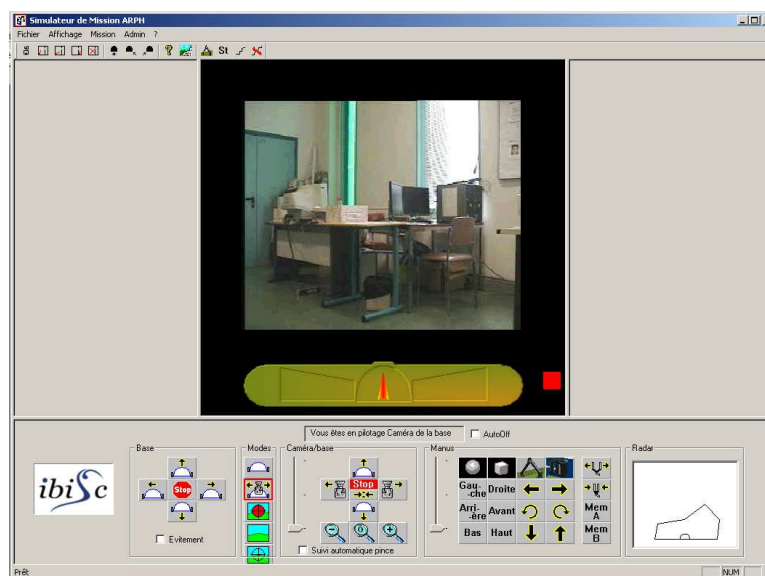 Simulateur de Mission ARPH
Fichier Affichage Mission Admin ?
St
Vous êtes en pilotage Caméra de la base
AutoOff
Base
Modes
Caméra/base
Manus
Radar
ibiSc
Stop
Evitement
Stop
Suivi automatique pince
Gau-
-che
Droite
Arri-
-ère
Avant
Mem
A
Bas
Haut
Mem
B
Prêt
NUM